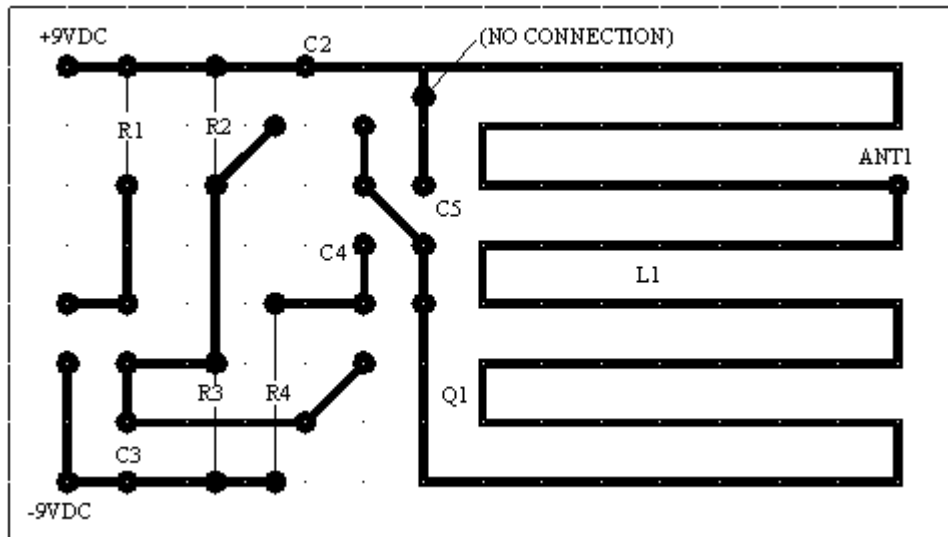 +9VDC
C2
(NO CONNECTION)
R1
R2
ANT1
C5
C4
L1
R3
R4
Q1
C3
-9VDC